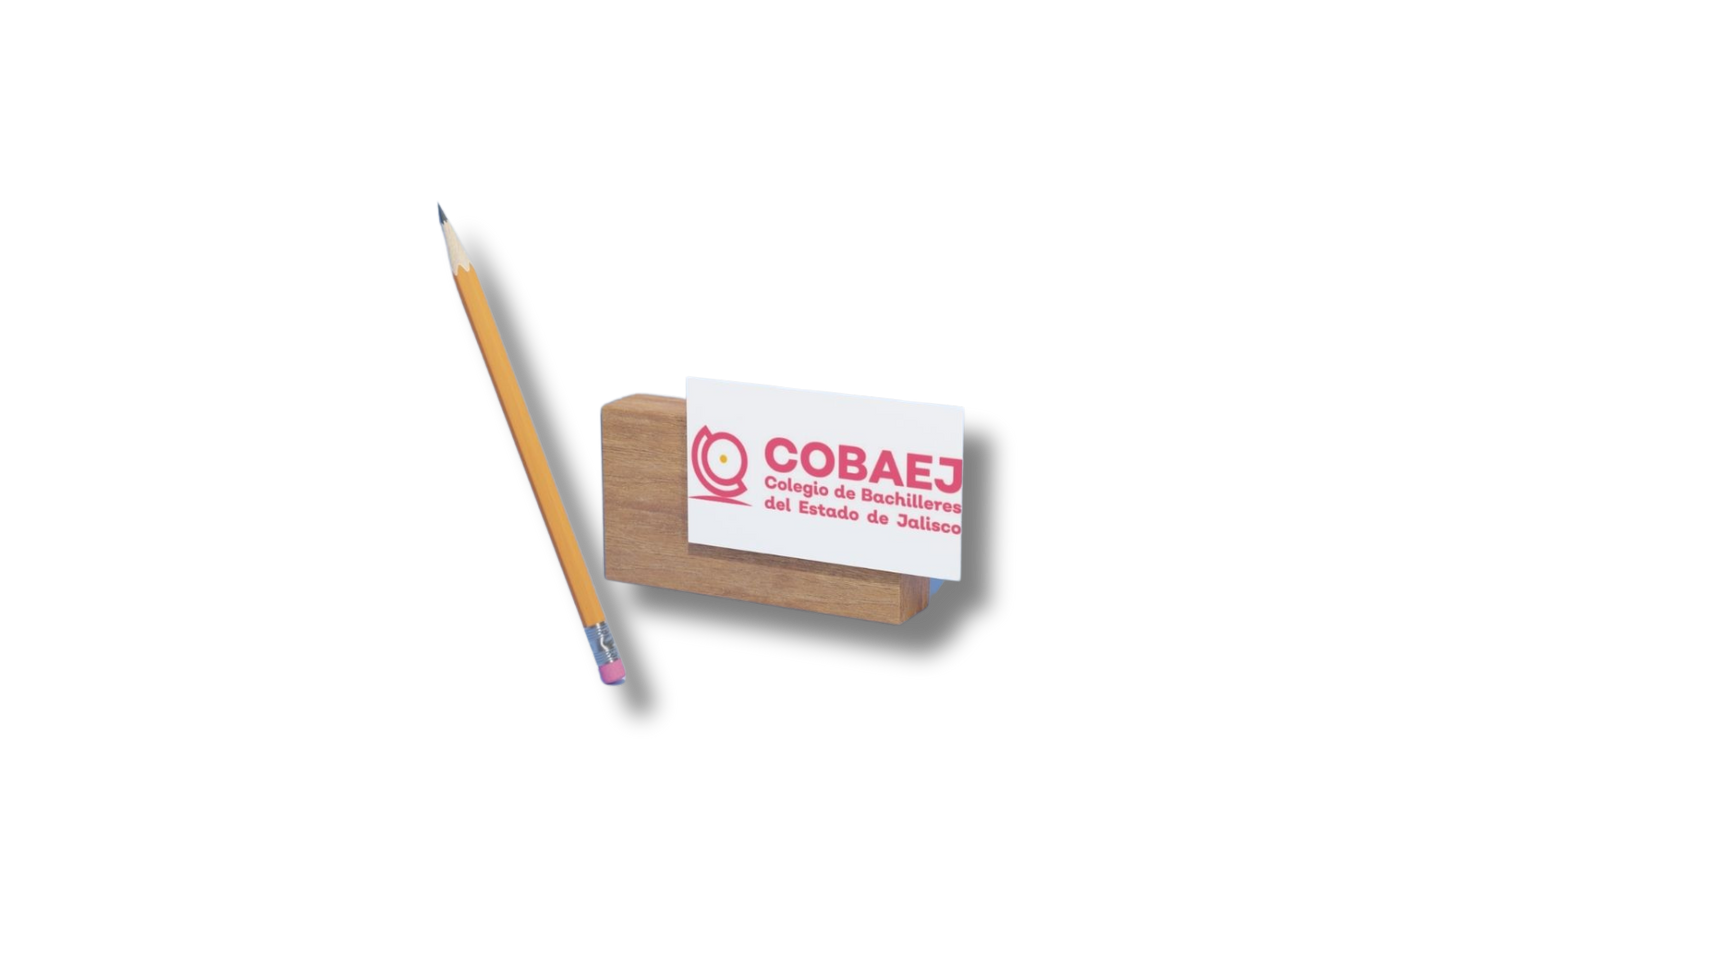 COBAEJ
Colegio de Bachilleres
del Estado de Jalisco